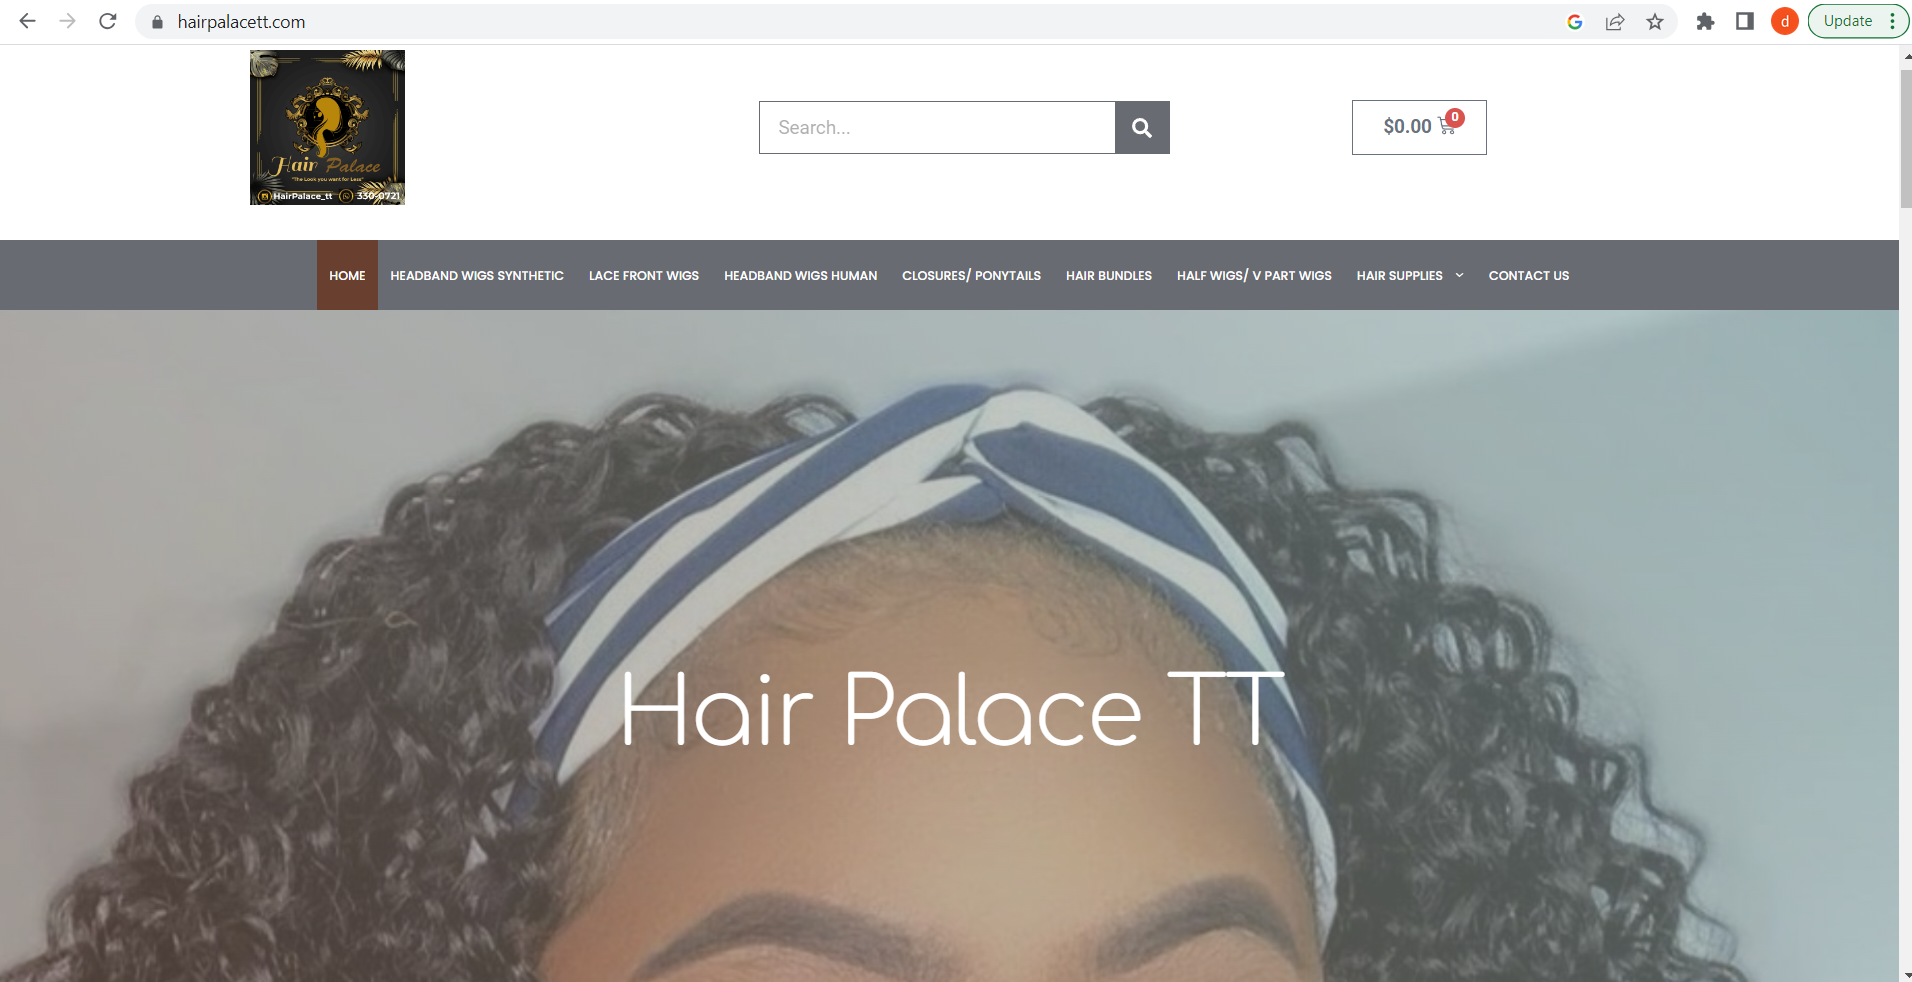 hairpalacett.com
d
Update
Hair Palace
"The Look you want for Less"
HairPalace_tt 330-0721
Search...
$0.00 0
HOME HEADBAND WIGS SYNTHETIC LACE FRONT WIGS HEADBAND WIGS HUMAN CLOSURES/ PONYTAILS HAIR BUNDLES HALF WIGS/ V PART WIGS HAIR SUPPLIES CONTACT US
Hair Palace TT